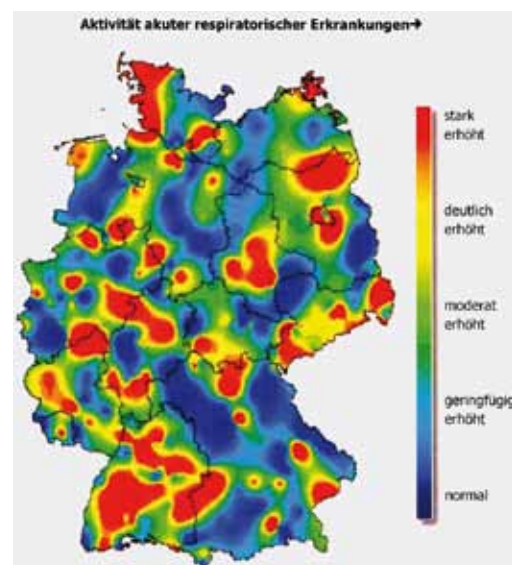 Aktivität akuter respiratorischer Erkrankungen→
stark
erhöht
deutlich
erhöht
moderat
erhöht
geringfügig
erhöht
normal